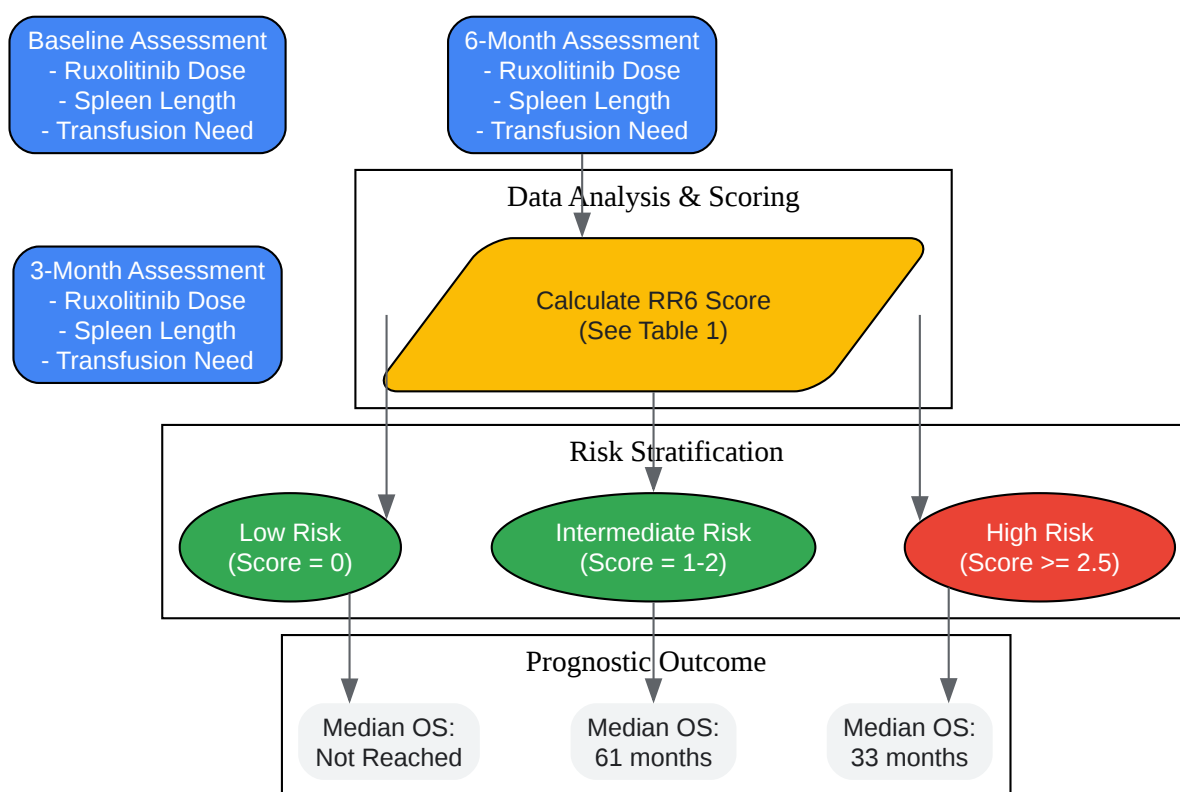 Baseline Assessment
- Ruxolitinib Dose
- Spleen Length
- Transfusion Need
6-Month Assessment
- Ruxolitinib Dose
- Spleen Length
- Transfusion Need
Data Analysis & Scoring
3-Month Assessment
- Ruxolitinib Dose
- Spleen Length
- Transfusion Need
Calculate RR6 Score
(See Table 1)
Risk Stratification
Low Risk
(Score = 0)
Intermediate Risk
(Score = 1-2)
High Risk
(Score >= 2.5)
Prognostic Outcome
Median OS:
Not Reached
Median OS:
61 months
Median OS:
33 months